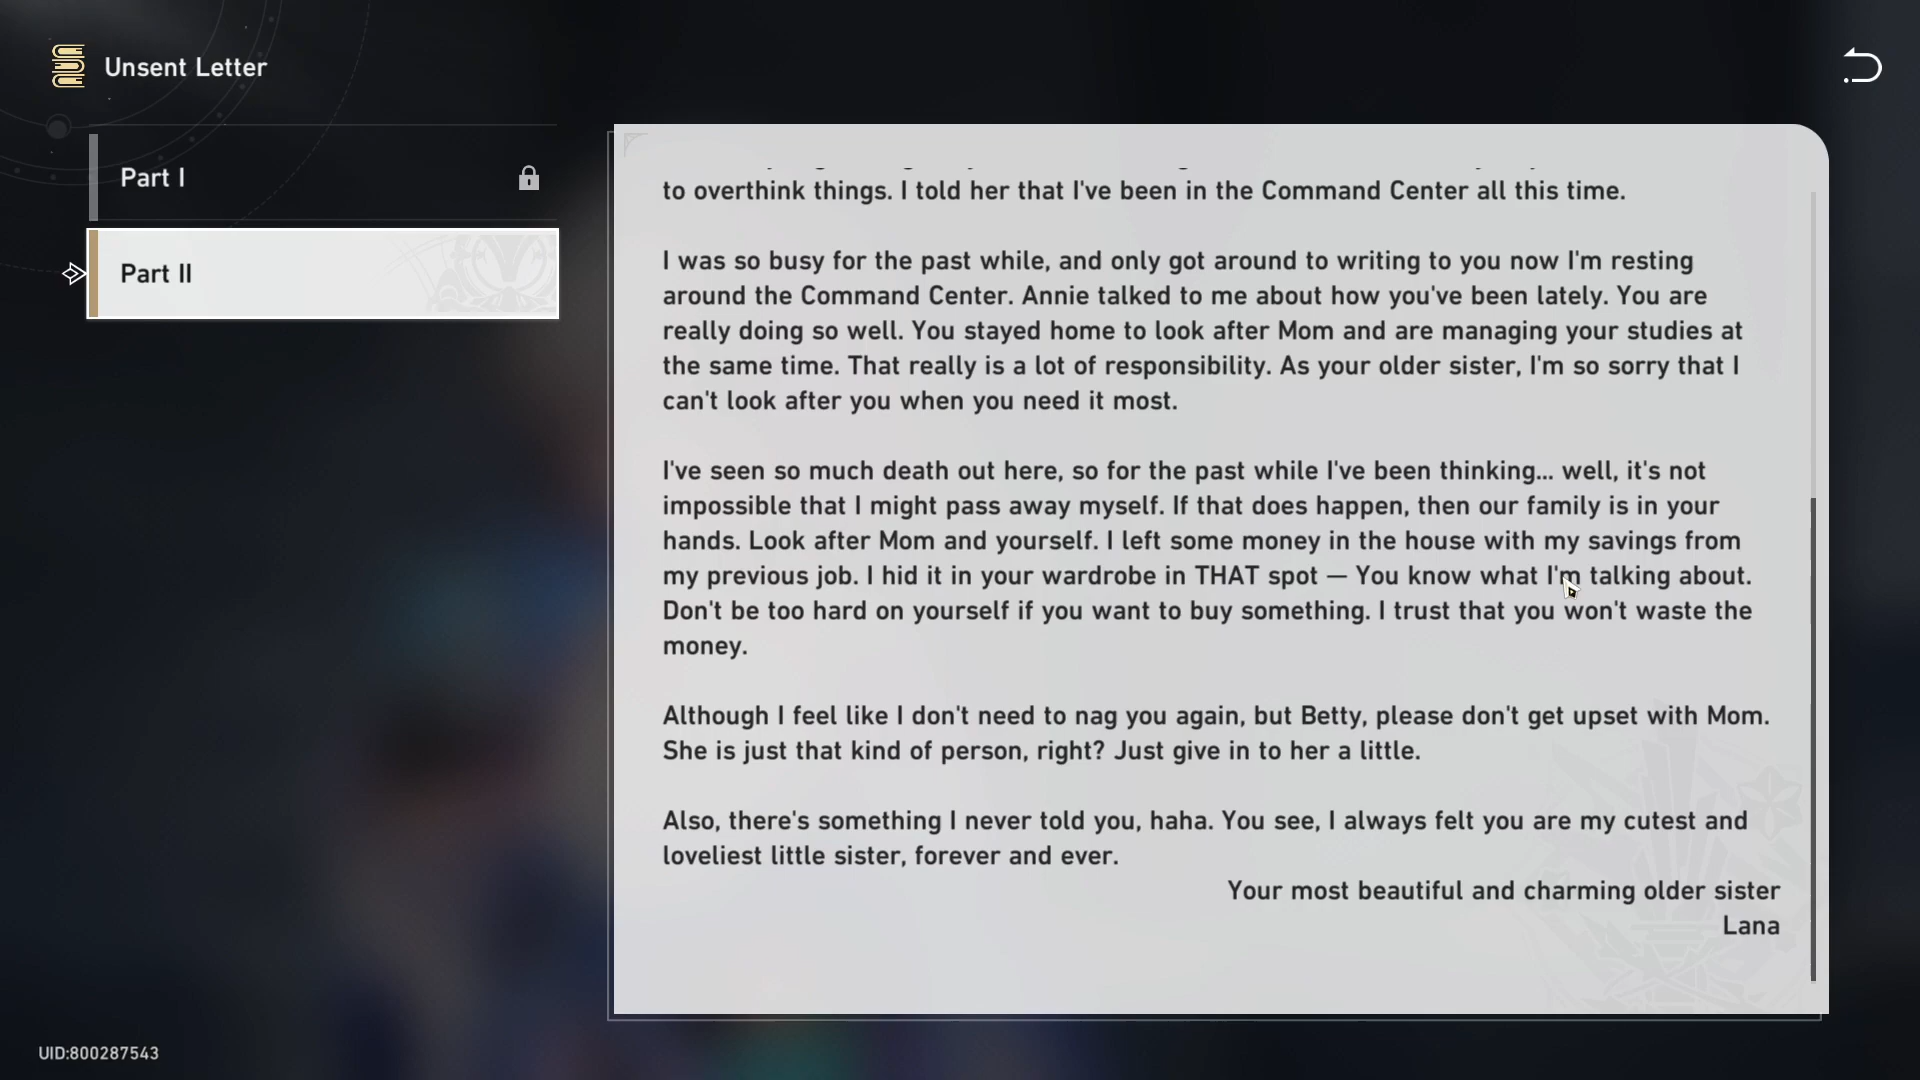 Unsent Letter
Part I
Part II
to overthink things. I told her that I've been in the Command Center all this time.
I was so busy for the past while, and only got around to writing to you now I'm resting
around the Command Center. Annie talked to me about how you've been lately. You are
really doing so well. You stayed home to look after Mom and are managing your studies at
the same time. That really is a lot of responsibility. As your older sister, I'm so sorry that I
can't look after you when you need it most.
I've seen so much death out here, so for the past while I've been thinking... well, it's not
impossible that I might pass away myself. If that does happen, then our family is in your
hands. Look after Mom and yourself. I left some money in the house with my savings from
my previous job. I hid it in your wardrobe in THAT spot — You know what I'm talking about.
Don't be too hard on yourself if you want to buy something. I trust that you won't waste the
money.
Although I feel like I don't need to nag you again, but Betty, please don't get upset with Mom.
She is just that kind of person, right? Just give in to her a little.
Also, there's something I never told you, haha. You see, I always felt you are my cutest and
loveliest little sister, forever and ever.
Your most beautiful and charming older sister
Lana
UID:800287543